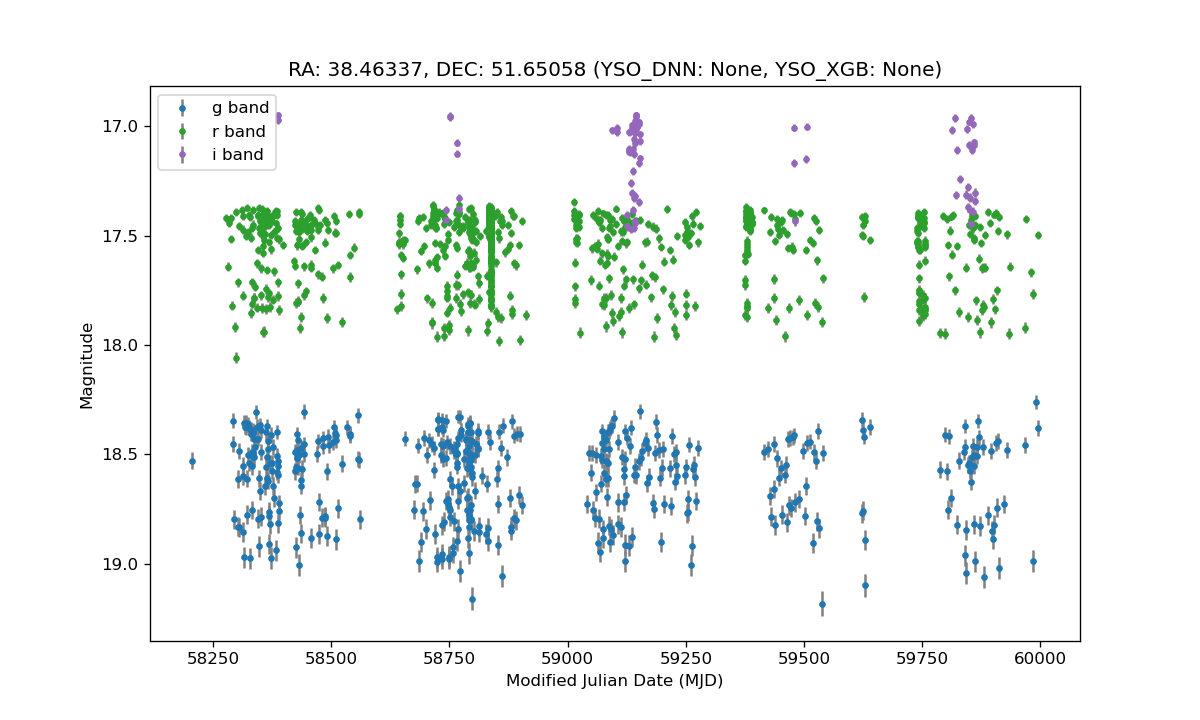 RA: 38.46337, DEC: 51.65058 (YSO_DNN: None, YSO_XGB: None)
g band
r band
i band
17.0
17.5
18.0
18.5
19.0
Magnitude
58250 58500 58750 59000 59250 59500 59750 60000
Modified Julian Date (MJD)